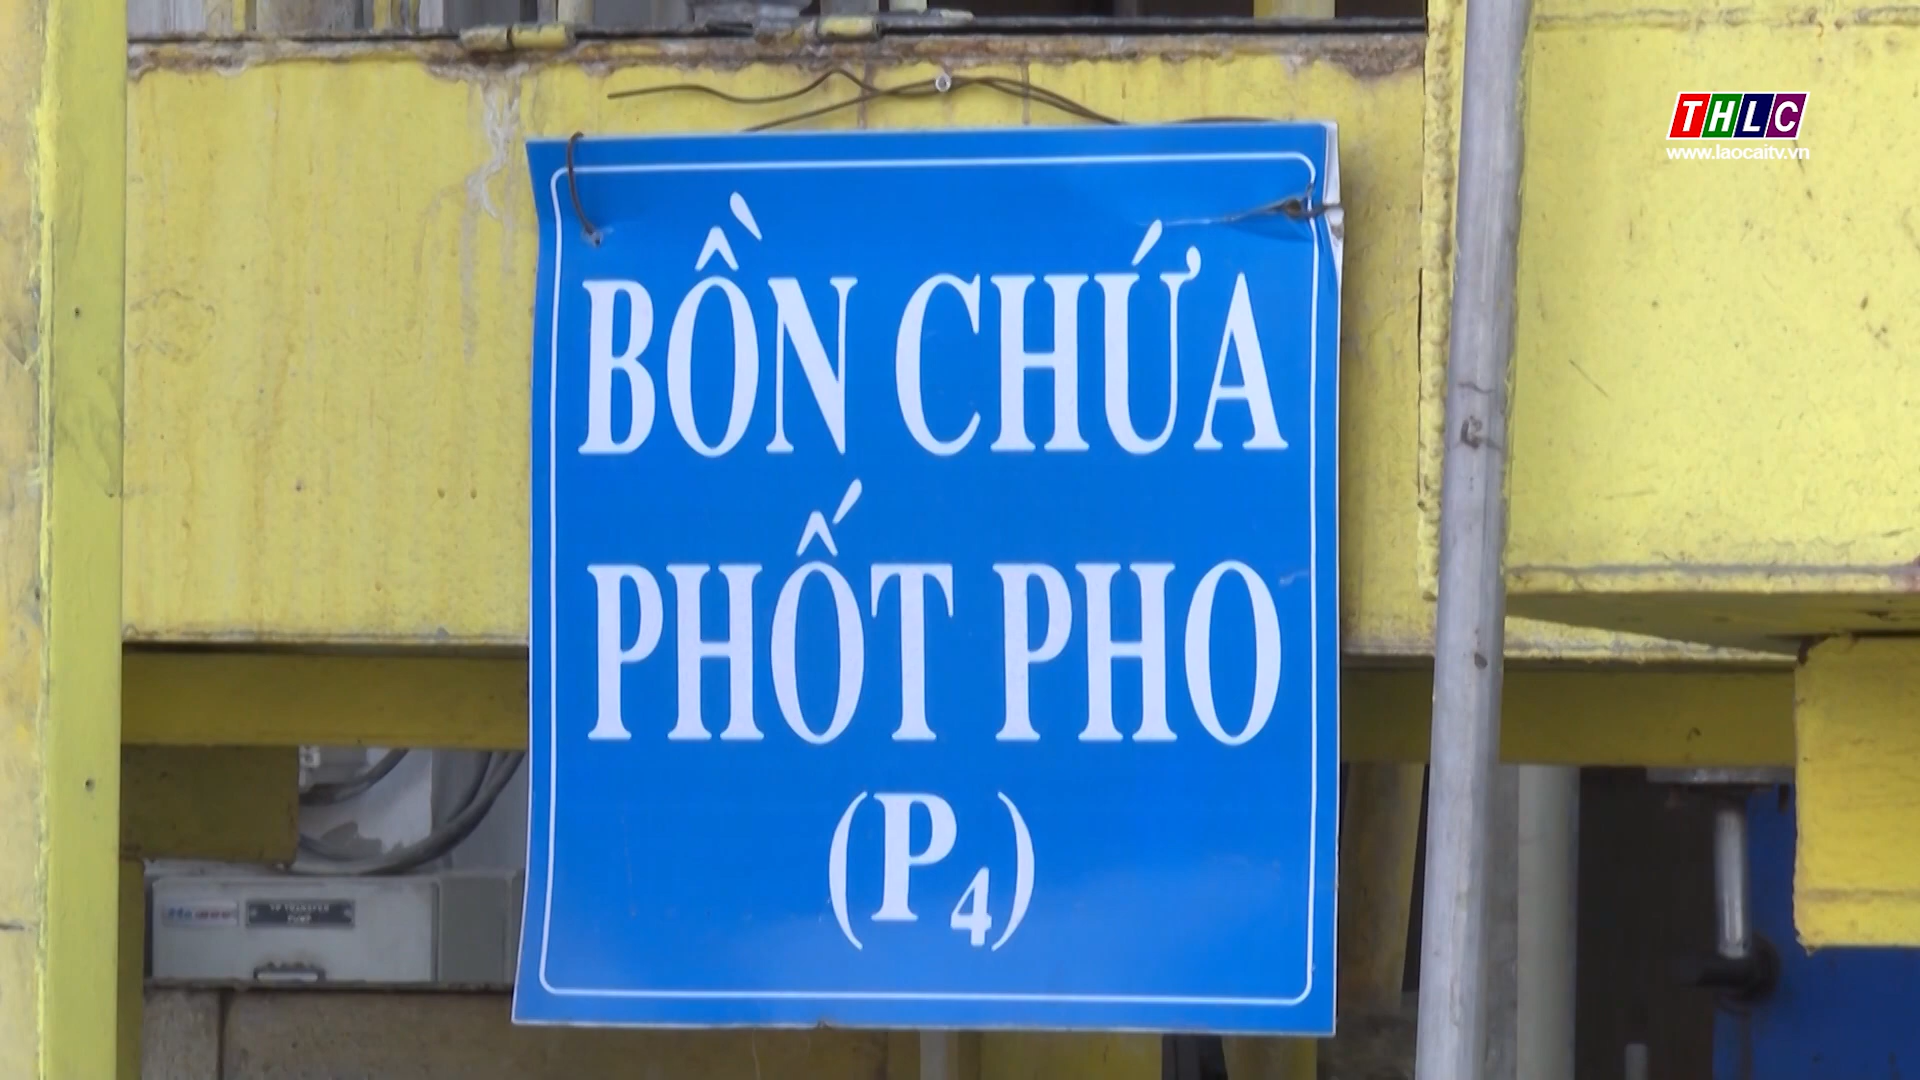 THLC
www.laocaitv.vn
BỒN CHỨA
PHỐT PHO
(P₄)